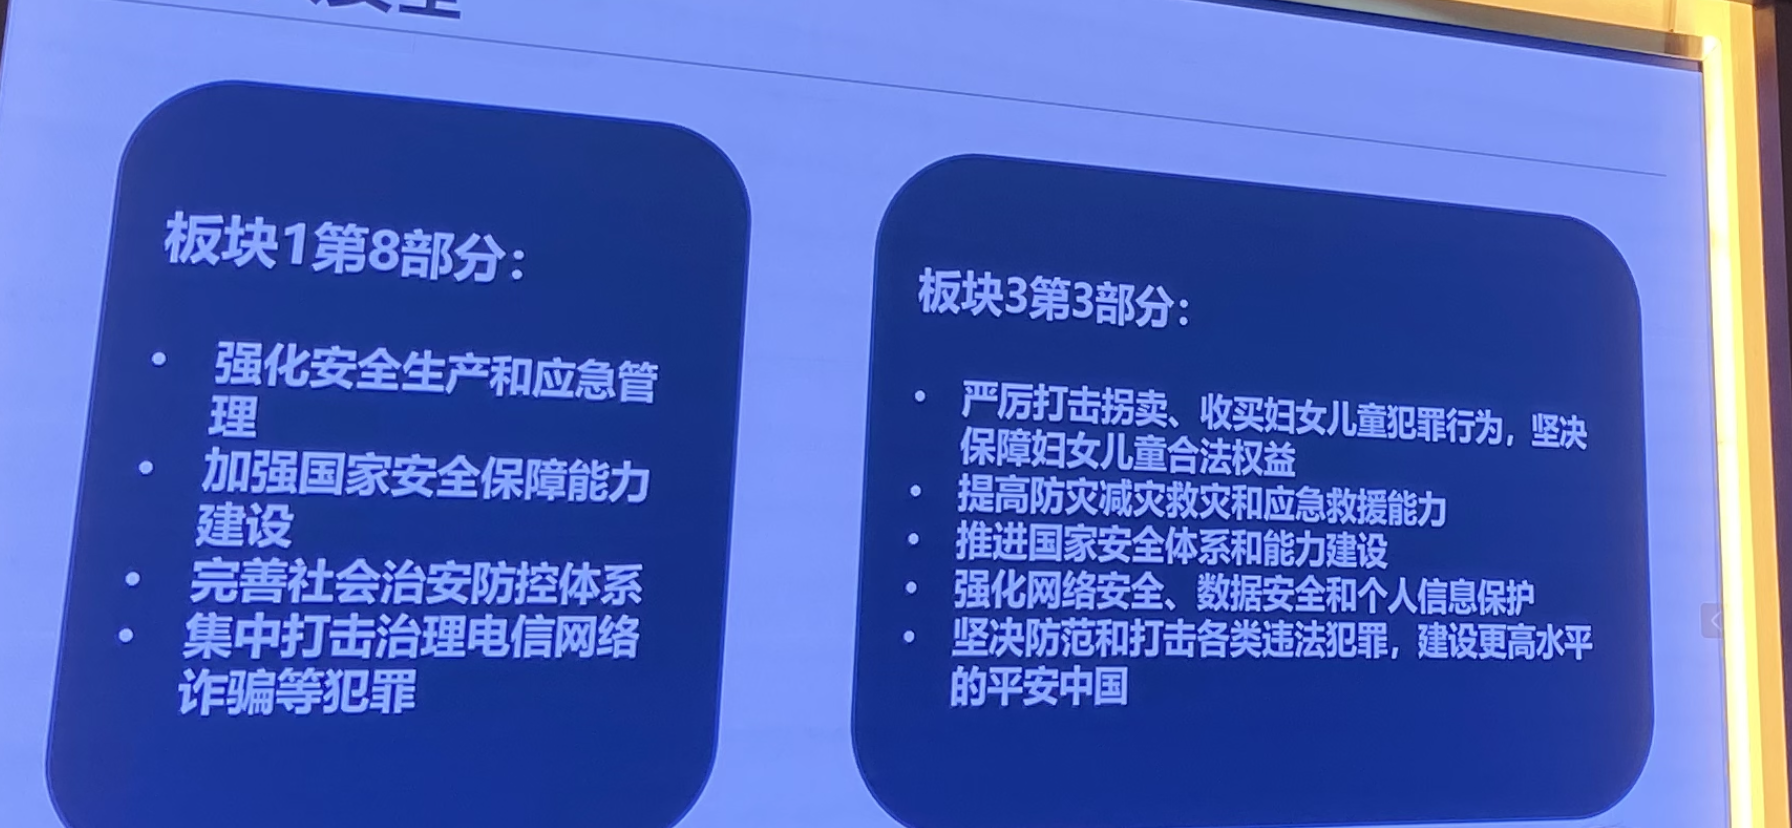 板块1第8部分：
• 强化安全生产和应急管
理
• 加强国家安全保障能力
建设
• 完善社会治安防控体系
• 集中打击治理电信网络
诈骗等犯罪
板块3第3部分：
• 严厉打击拐卖、收买妇女儿童犯罪行为，坚决
保障妇女儿童合法权益
• 提高防灾减灾救灾和应急救援能力
• 推进国家安全体系和能力建设
• 强化网络安全、数据安全和个人信息保护
• 坚决防范和打击各类违法犯罪，建设更高水平
的平安中国